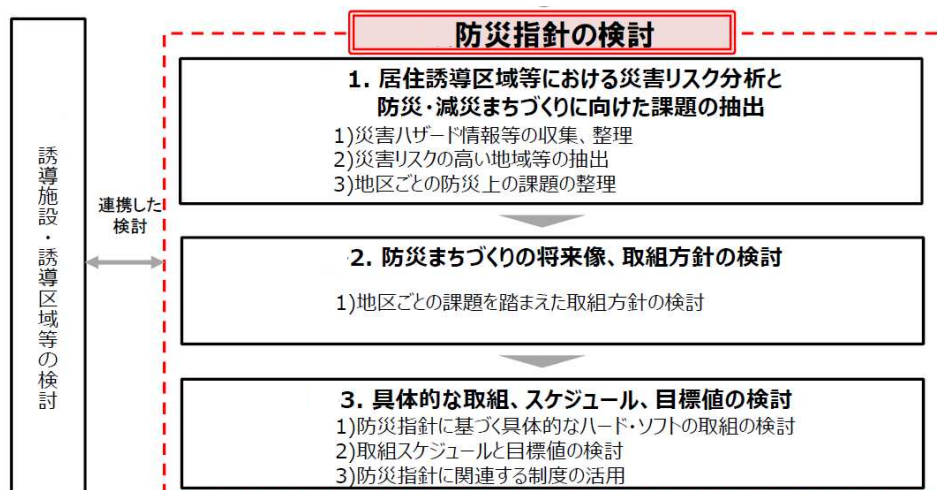 防災指針の検討
誘導施設・誘導区域等の検討
連携した
検討
1. 居住誘導区域等における災害リスク分析と
防災・減災まちづくりに向けた課題の抽出
1)災害ハザード情報等の収集、整理
2)災害リスクの高い地域等の抽出
3)地区ごとの防災上の課題の整理
2. 防災まちづくりの将来像、取組方針の検討
1)地区ごとの課題を踏まえた取組方針の検討
3. 具体的な取組、スケジュール、目標値の検討
1)防災指針に基づく具体的なハード・ソフトの取組の検討
2)取組スケジュールと目標値の検討
3)防災指針に関連する制度の活用